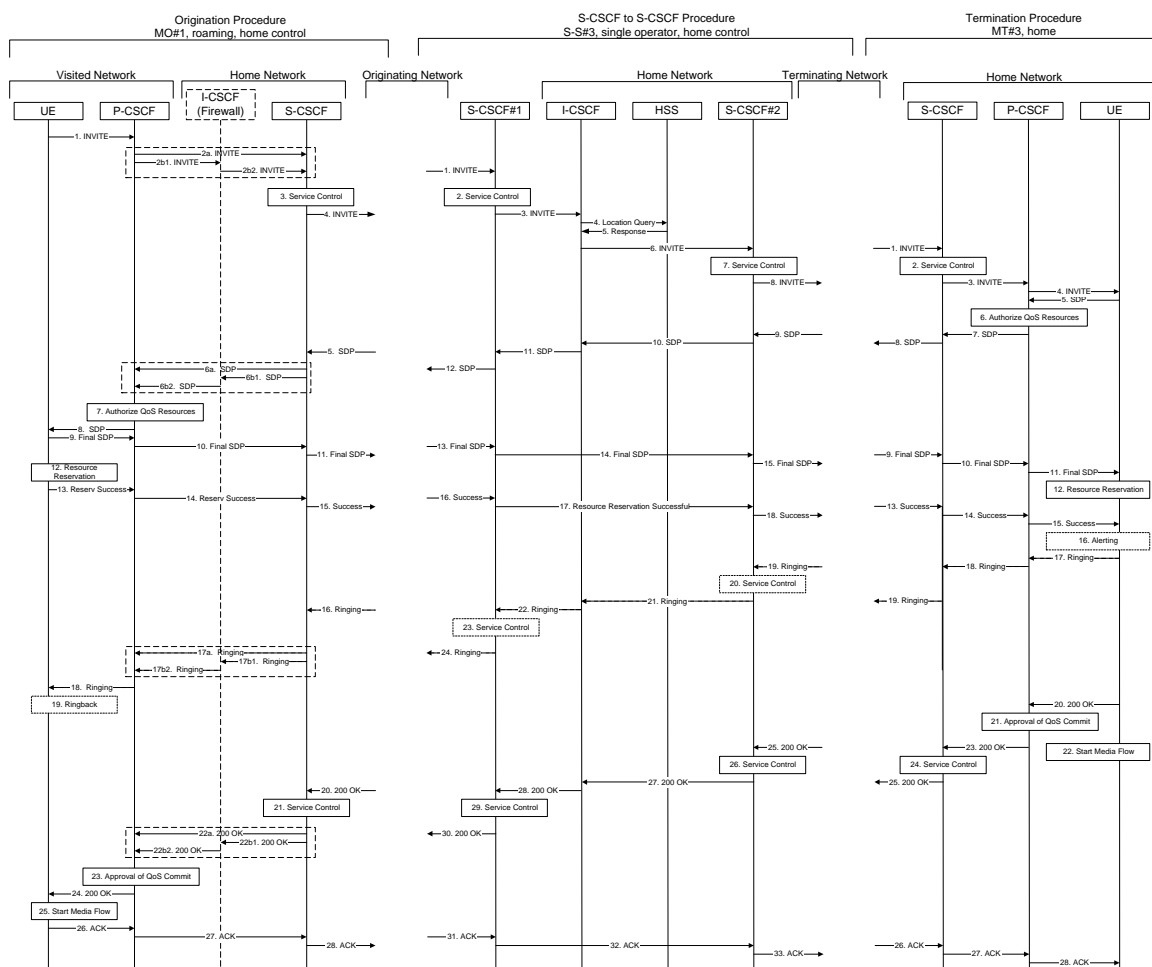 Origination Procedure
MO#1, roaming, home control
S-CSCF to S-CSCF Procedure
S-S#3, single operator, home control
Termination Procedure
MT#3, home
Visited Network
Home Network
Originating Network
Home Network
Terminating Network
Home Network
UE
P-CSCF
I-CSCF
(Firewall)
S-CSCF
S-CSCF#1
I-CSCF
HSS
S-CSCF#2
S-CSCF
P-CSCF
UE
1. INVITE
2a. INVITE
2b1. INVITE
2b2. INVITE
3. Service Control
4. INVITE
5. SDP
6a. SDP
6b1. SDP
6b2. SDP
7. Authorize QoS Resources
8. SDP
9. Final SDP
10. Final SDP
11. Final SDP
12. Resource
Reservation
13. Reserv Success
14. Reserv Success
15. Success
16. Ringing
17a. Ringing
17b1. Ringing
17b2. Ringing
18. Ringing
19. Ringback
20. 200 OK
21. Service Control
22a. 200 OK
22b1. 200 OK
22b2. 200 OK
23. Approval of QoS Commit
24. 200 OK
25. Start Media Flow
26. ACK
27. ACK
28. ACK
1. INVITE
2. Service Control
3. INVITE
4. Location Query
5. Response
6. INVITE
7. Service Control
8. INVITE
9. SDP
10. SDP
11. SDP
12. SDP
13. Final SDP
14. Final SDP
15. Final SDP
16. Success
17. Resource Reservation Successful
18. Success
19. Ringing
20. Service Control
21. Ringing
22. Ringing
23. Service Control
24. Ringing
25. 200 OK
26. Service Control
27. 200 OK
28. 200 OK
29. Service Control
30. 200 OK
31. ACK
32. ACK
33. ACK
1. INVITE
2. Service Control
3. INVITE
4. INVITE
5. SDP
6. Authorize QoS Resources
7. SDP
8. SDP
9. Final SDP
10. Final SDP
11. Final SDP
12. Resource Reservation
13. Success
14. Success
15. Success
16. Alerting
17. Ringing
18. Ringing
19. Ringing
20. 200 OK
21. Approval of QoS Commit
22. Start Media Flow
23. 200 OK
24. Service Control
25. 200 OK
26. ACK
27. ACK
28. ACK